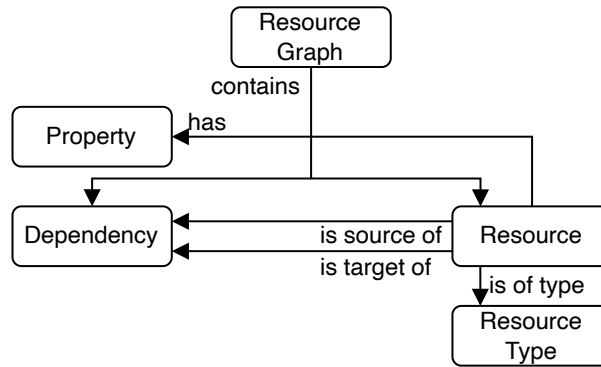 Resource
Graph
contains
Property
has
Dependency
is source of
is target of
Resource
is of type
Resource
Type